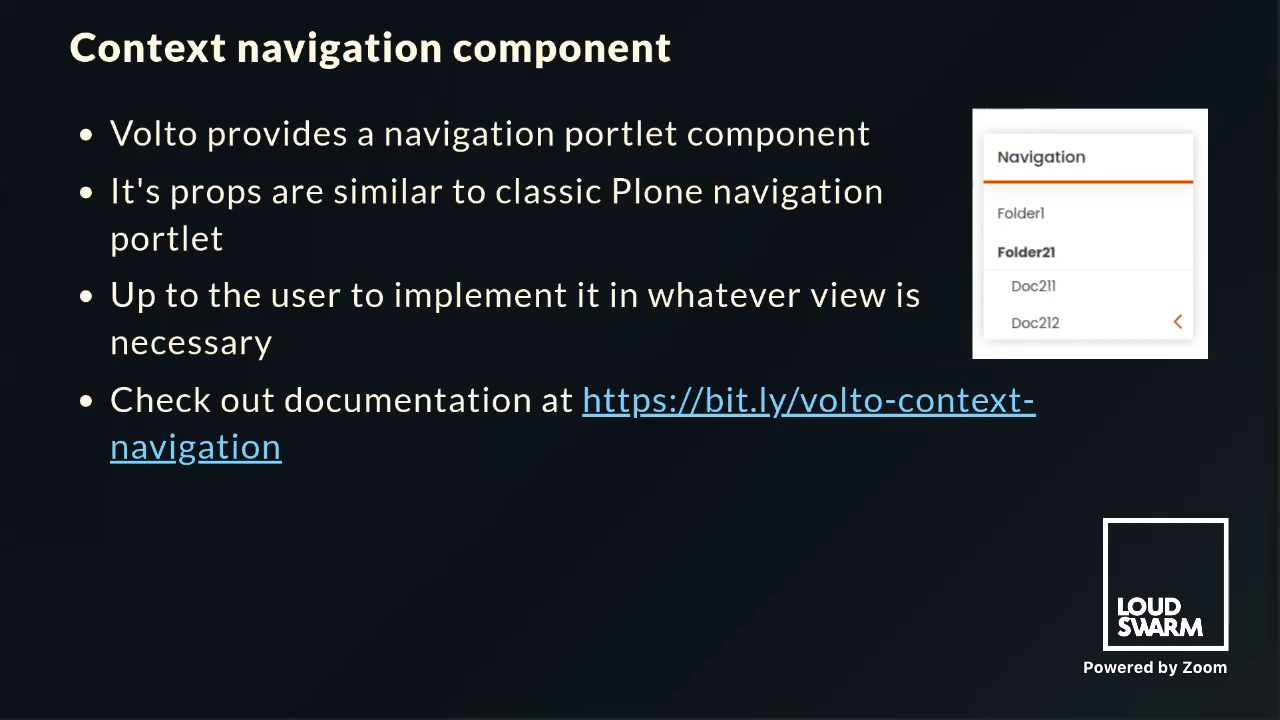 Context navigation component
Volto provides a navigation portlet component
It's props are similar to classic Plone navigation
portlet
Up to the user to implement it in whatever view is
necessary
Check out documentation at https://bit.ly/volto-context-
navigation
Navigation
Folder1
Folder21
Doc211
Doc212
LOUD
SWARM
Powered by Zoom